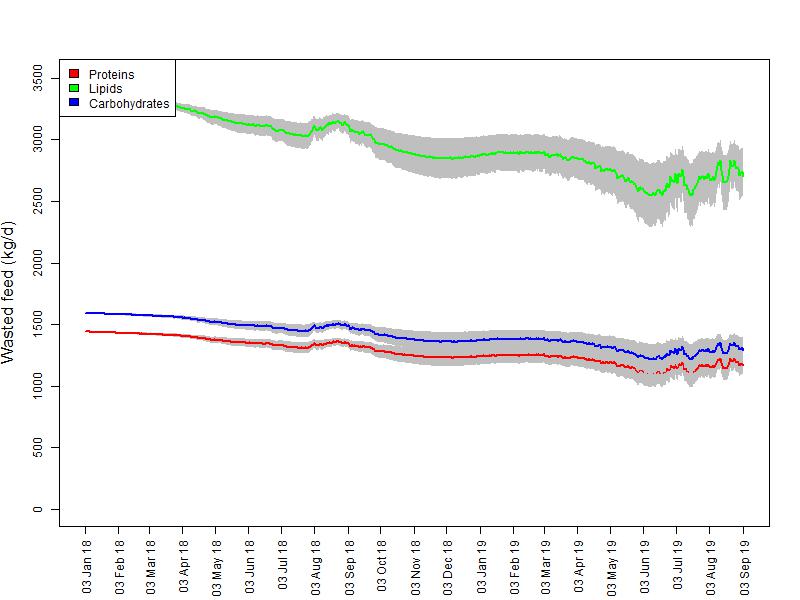 Proteins
Lipids
Carbohydrates
Wasted feed (kg/d)
3500
3000
2500
2000
1500
1000
500
0
03 Jan 18
03 Feb 18
03 Mar 18
03 Apr 18
03 May 18
03 Jun 18
03 Jul 18
03 Aug 18
03 Sep 18
03 Oct 18
03 Nov 18
03 Dec 18
03 Jan 19
03 Feb 19
03 Mar 19
03 Apr 19
03 May 19
03 Jun 19
03 Jul 19
03 Aug 19
03 Sep 19